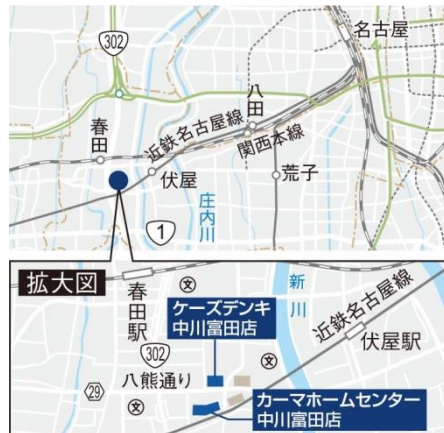 302
名古屋
八田
春田
近鉄名古屋線
関西本線
伏屋
荒子
庄内川
1
拡大図
春田駅
文
新川
ケーズデンキ
中川富田店
近鉄名古屋線
302
伏屋駅
八熊通り
文
29
文
カーマホームセンター
中川富田店